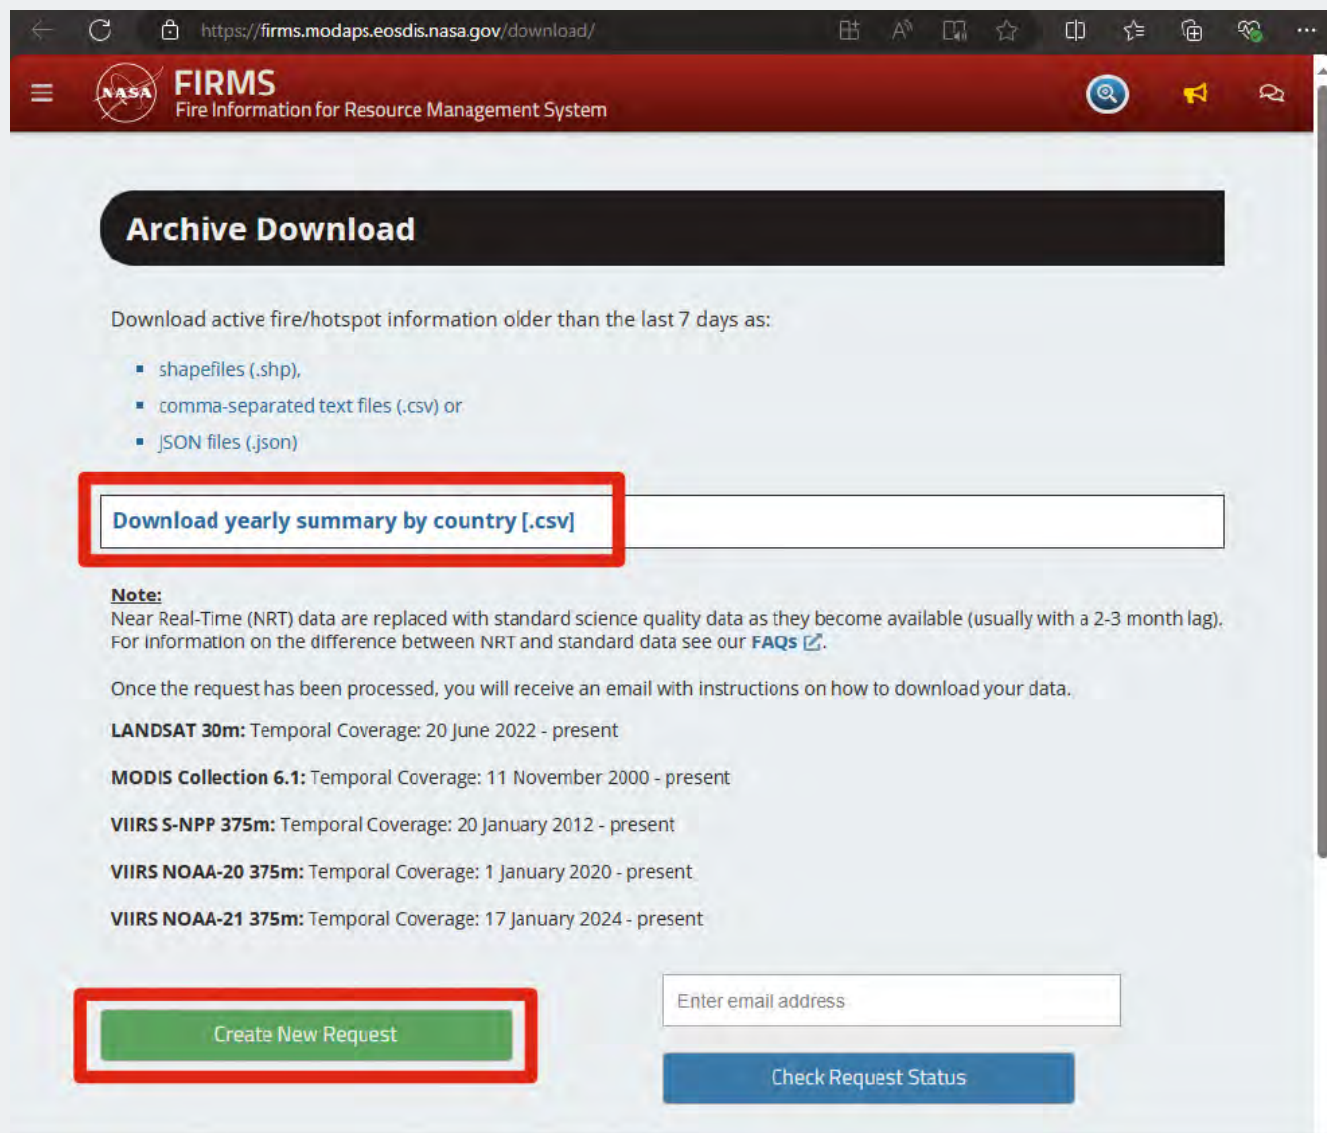 https://firms.modaps.eosdis.nasa.gov/download/
NASA
FIRMS
Fire Information for Resource Management System
Archive Download
Download active fire/hotspot information older than the last 7 days as:
shapefiles (.shp),
comma-separated text files (.csv) or
JSON files (.json)
Download yearly summary by country [.csv]
Note:
Near Real-Time (NRT) data are replaced with standard science quality data as they become available (usually with a 2-3 month lag).
For information on the difference between NRT and standard data see our FAQs.
Once the request has been processed, you will receive an email with instructions on how to download your data.
LANDSAT 30m: Temporal Coverage: 20 June 2022 - present
MODIS Collection 6.1: Temporal Coverage: 11 November 2000 - present
VIIRS S-NPP 375m: Temporal Coverage: 20 January 2012 - present
VIIRS NOAA-20 375m: Temporal Coverage: 1 January 2020 - present
VIIRS NOAA-21 375m: Temporal Coverage: 17 January 2024 - present
Enter email address
Create New Request
Check Request Status